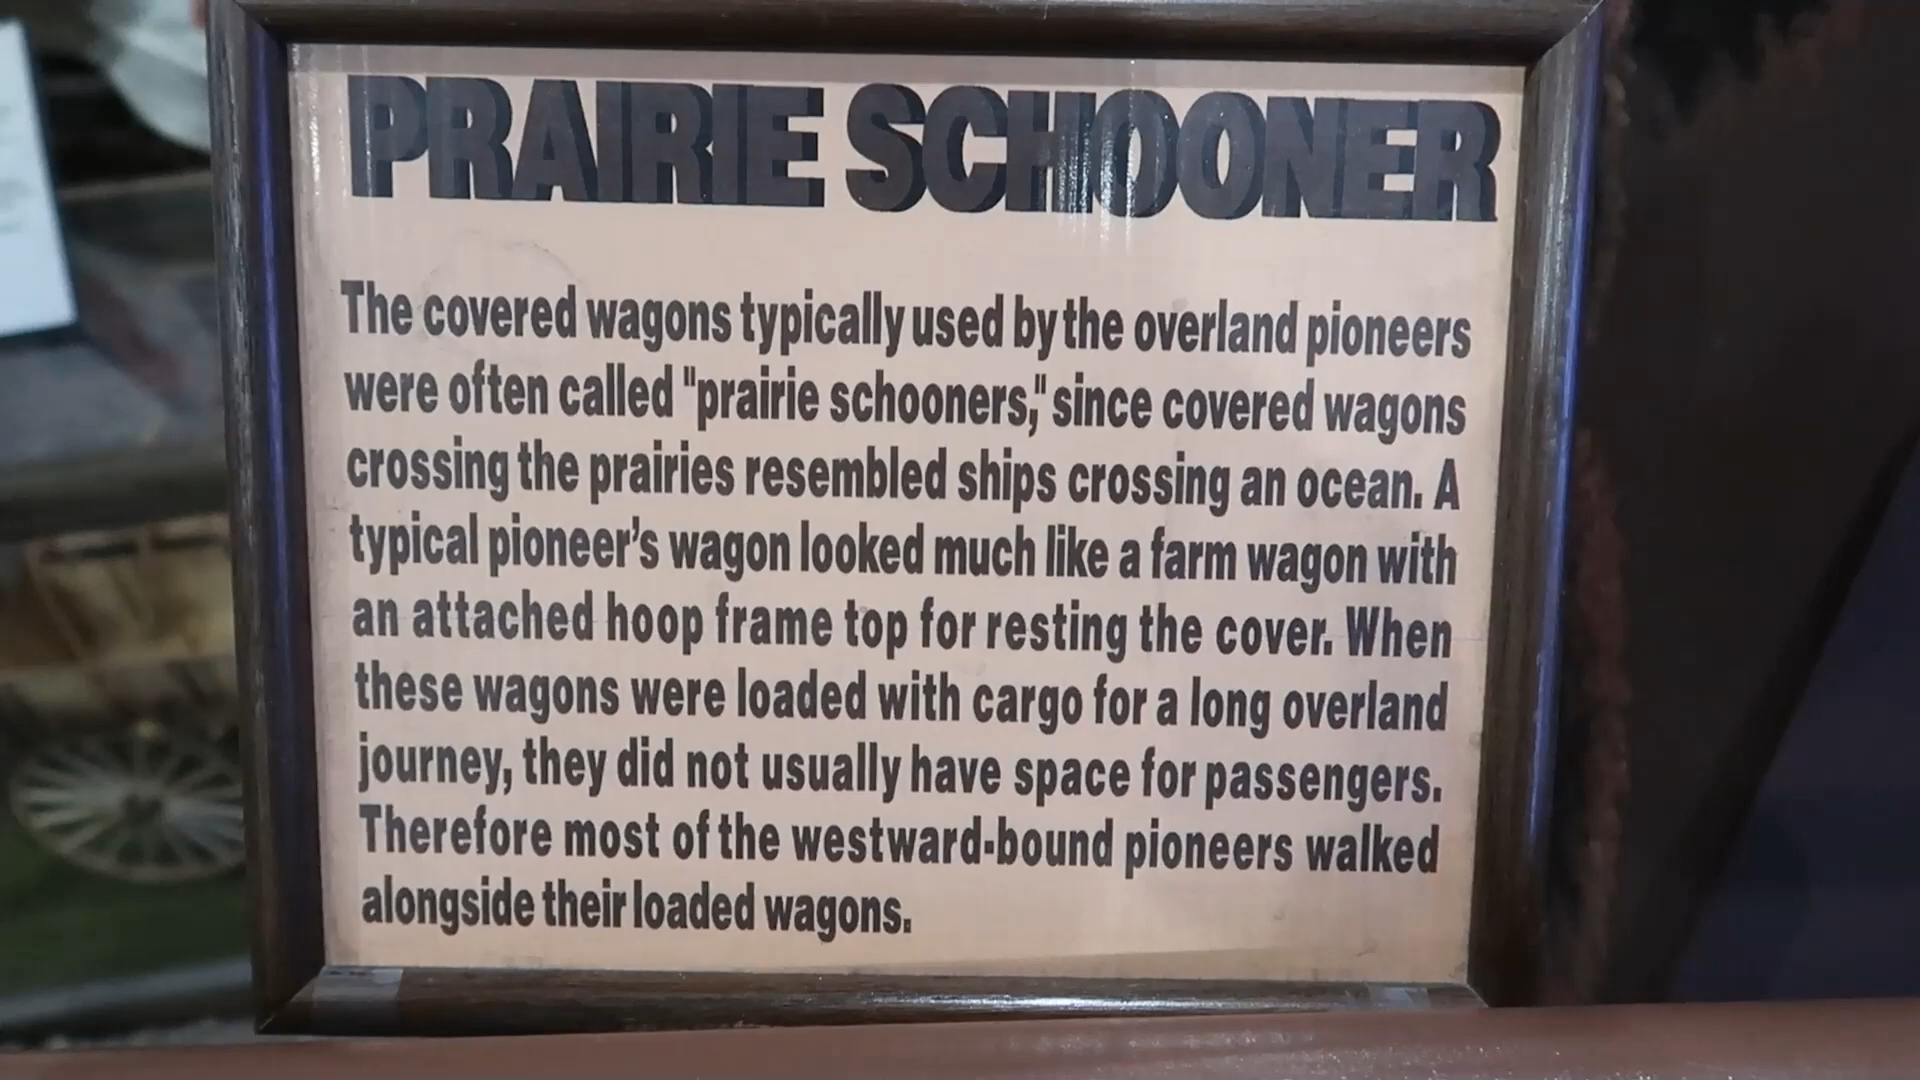 PRAIRIE SCHOONER
The covered wagons typically used by the overland pioneers
were often called "prairie schooners," since covered wagons
crossing the prairies resembled ships crossing an ocean. A
typical pioneer's wagon looked much like a farm wagon with
an attached hoop frame top for resting the cover. When
these wagons were loaded with cargo for a long overland
journey, they did not usually have space for passengers.
Therefore most of the westward-bound pioneers walked
alongside their loaded wagons.